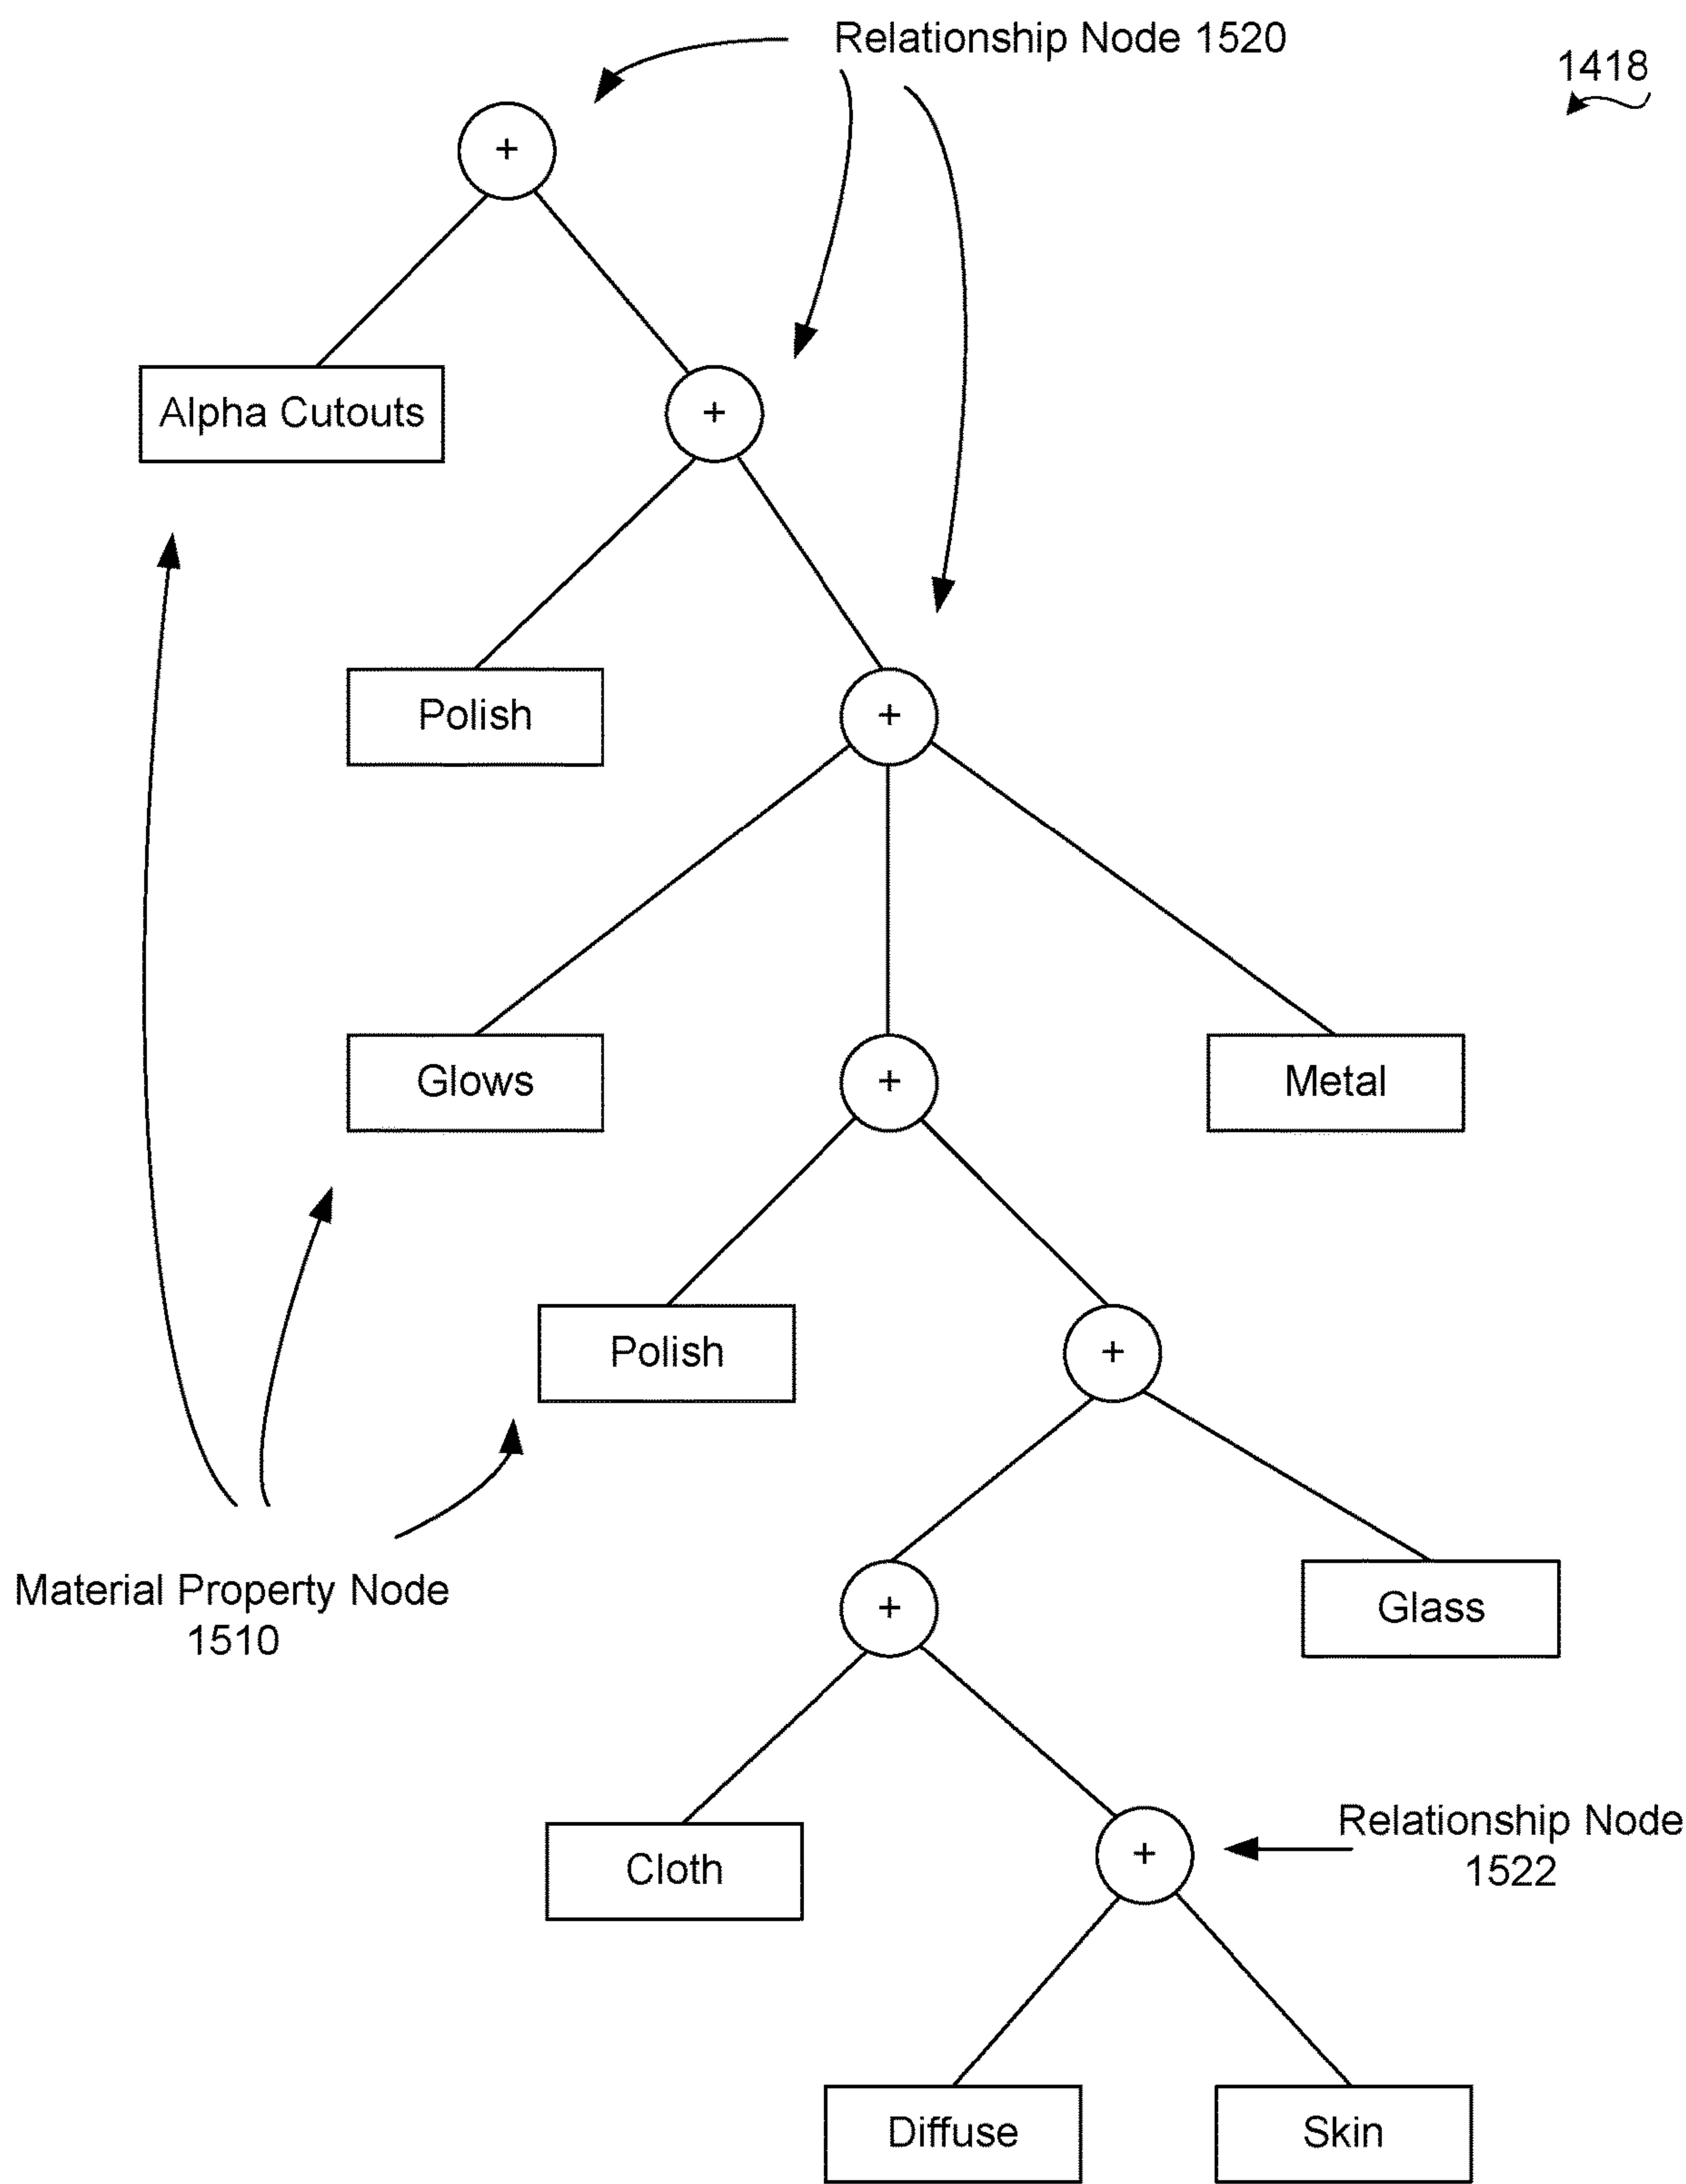 Relationship Node 1520
1418
+
Alpha Cutouts
+
Polish
+
Glows
+
Metal
Polish
+
Material Property Node
1510
+
Glass
Cloth
+
Relationship Node
1522
Diffuse
Skin